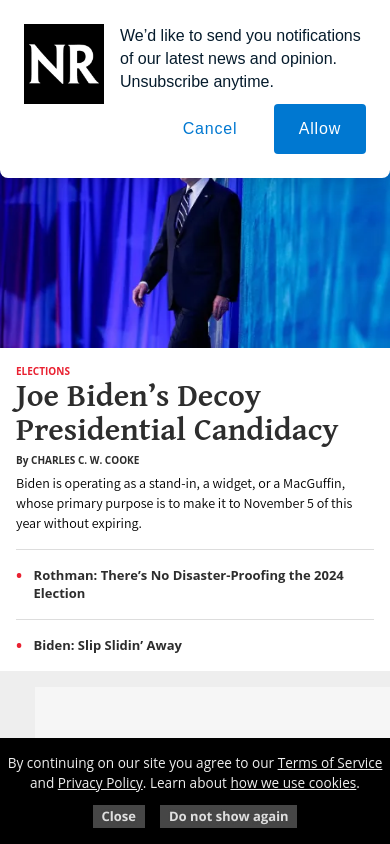 NR
We’d like to send you notifications
of our latest news and opinion.
Unsubscribe anytime.
Cancel
Allow
ELECTIONS
Joe Biden’s Decoy
Presidential Candidacy
By CHARLES C. W. COOKE
Biden is operating as a stand-in, a widget, or a MacGuffin,
whose primary purpose is to make it to November 5 of this
year without expiring.
• Rothman: There’s No Disaster-Proofing the 2024
Election
• Biden: Slip Slidin’ Away
By continuing on our site you agree to our Terms of Service
and Privacy Policy. Learn about how we use cookies.
Close
Do not show again